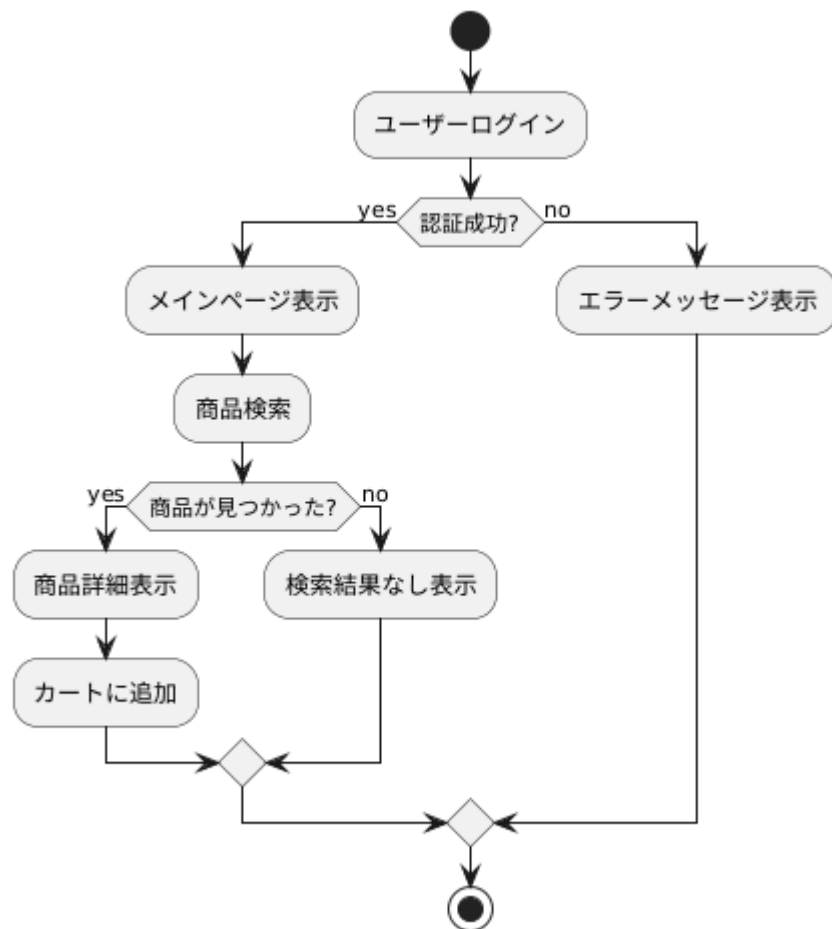 ユーザーログイン
yes
認証成功?
no
メインページ表示
エラーメッセージ表示
商品検索
yes
商品が見つかった?
no
商品詳細表示
検索結果なし表示
カートに追加